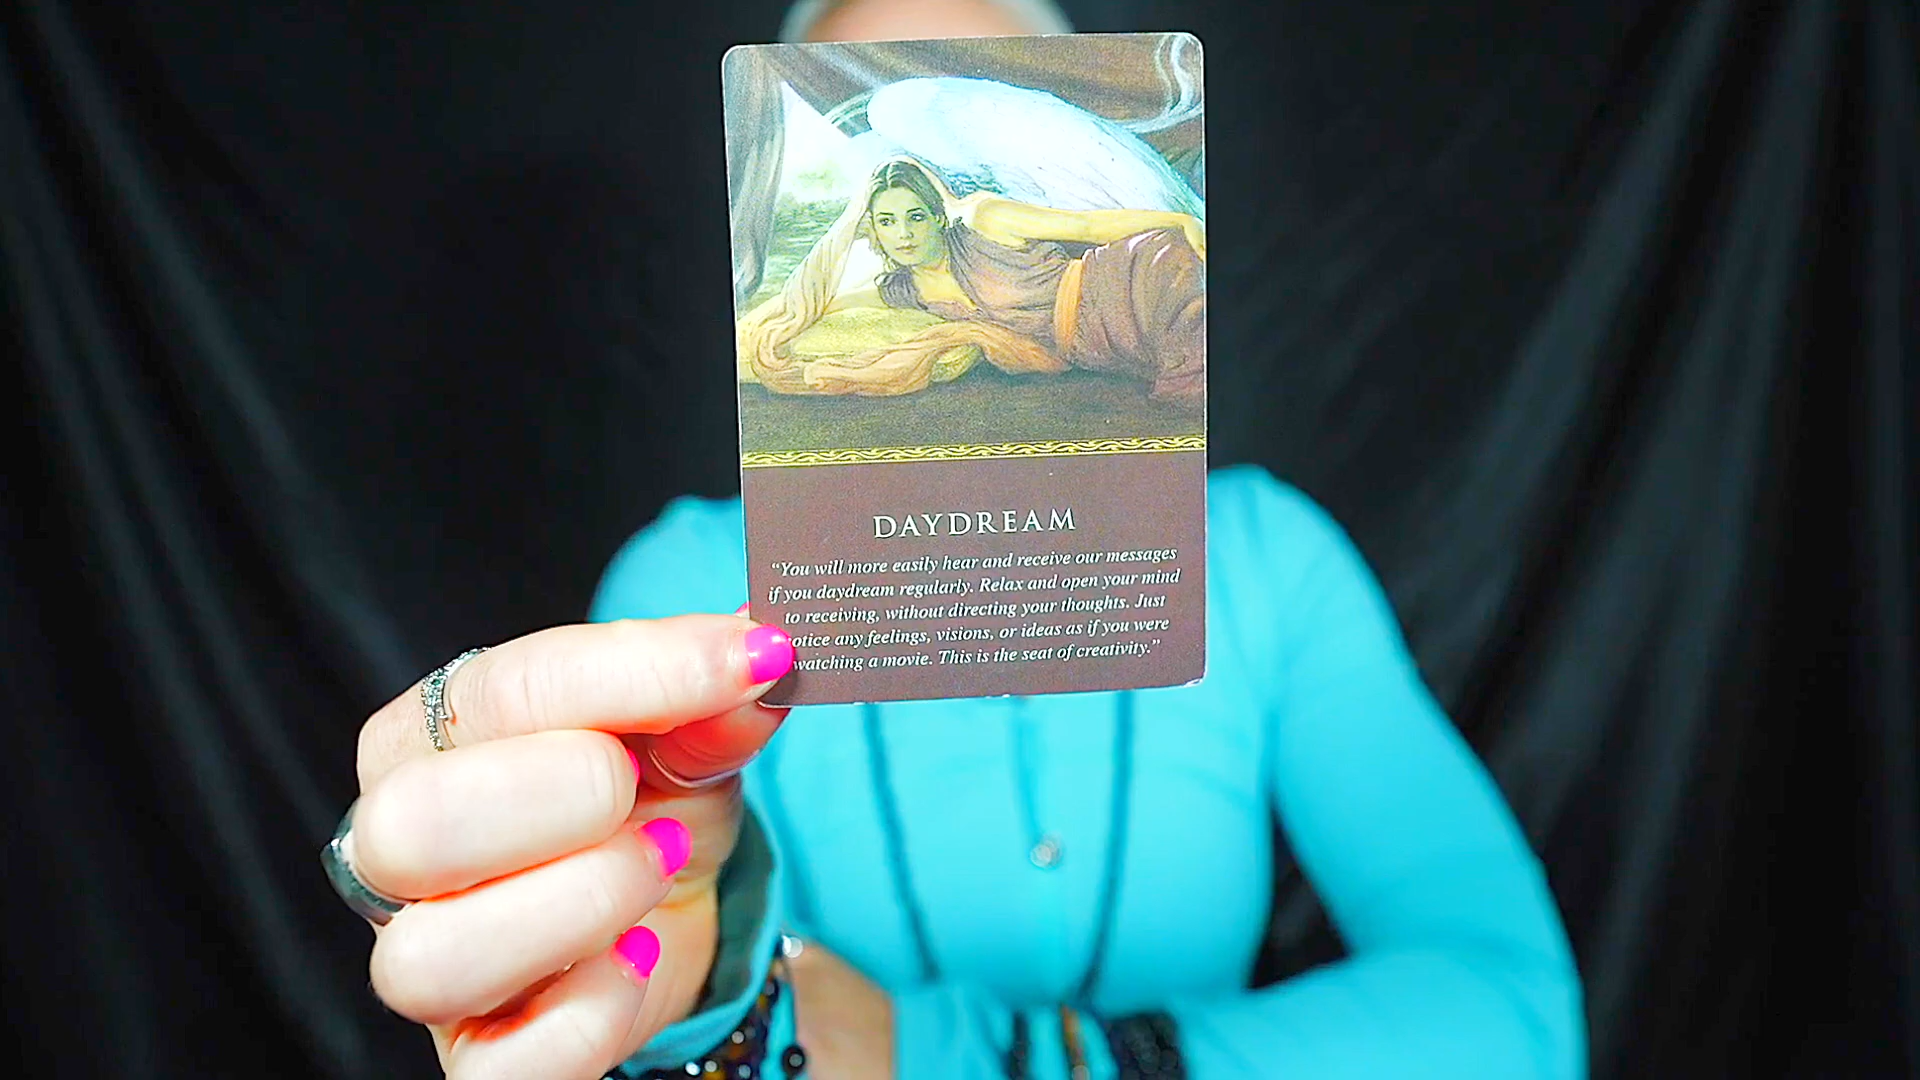 DAYDREAM
“You will more easily hear and receive our messages
if you daydream regularly. Relax and open your mind
to receiving, without directing your thoughts. Just
otice any feelings, visions, or ideas as if you were
watching a movie. This is the seat of creativity.”